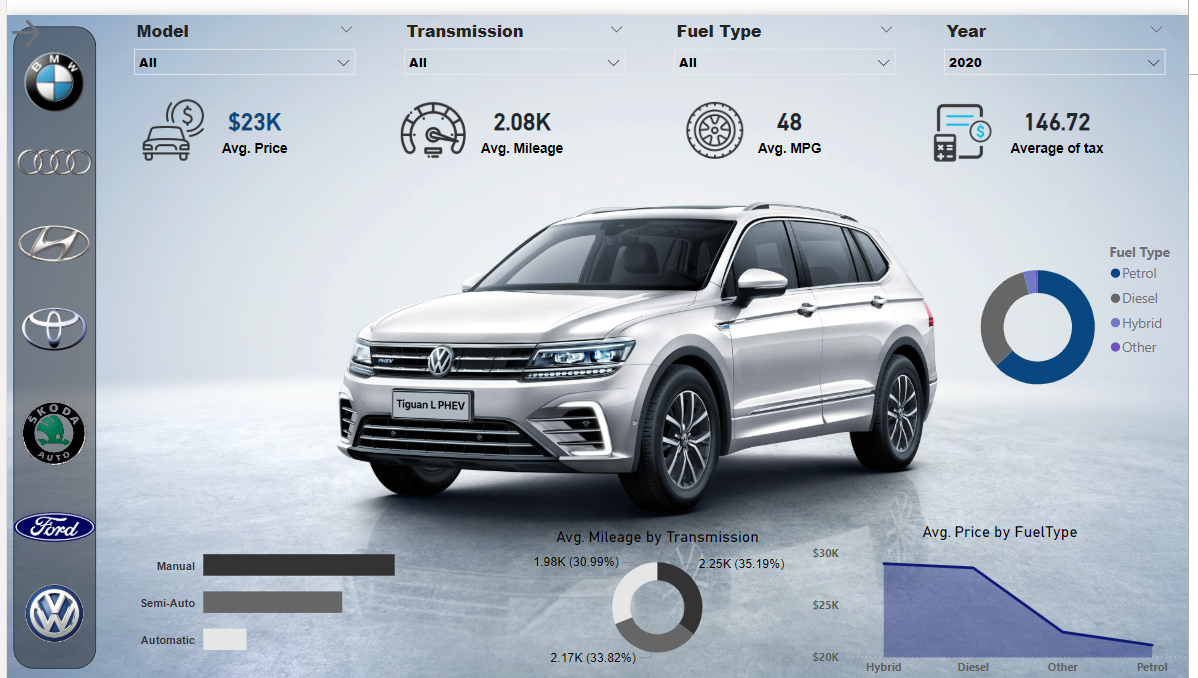 Model
Transmission
Fuel Type
Year
All
All
All
2020
BMW
$23K
Avg. Price
2.08K
Avg. Mileage
48
Avg. MPG
146.72
Average of tax
Fuel Type
Petrol
Diesel
Hybrid
Other
PHEV
Tiguan L PHEV
ŠKODA
AUTO
Ford
Avg. Mileage by Transmission
1.98K (30.99%)
2.25K (35.19%)
2.17K (33.82%)
Manual
Semi-Auto
Automatic
Avg. Price by FuelType
$30K
$25K
$20K
Hybrid
Diesel
Other
Petrol